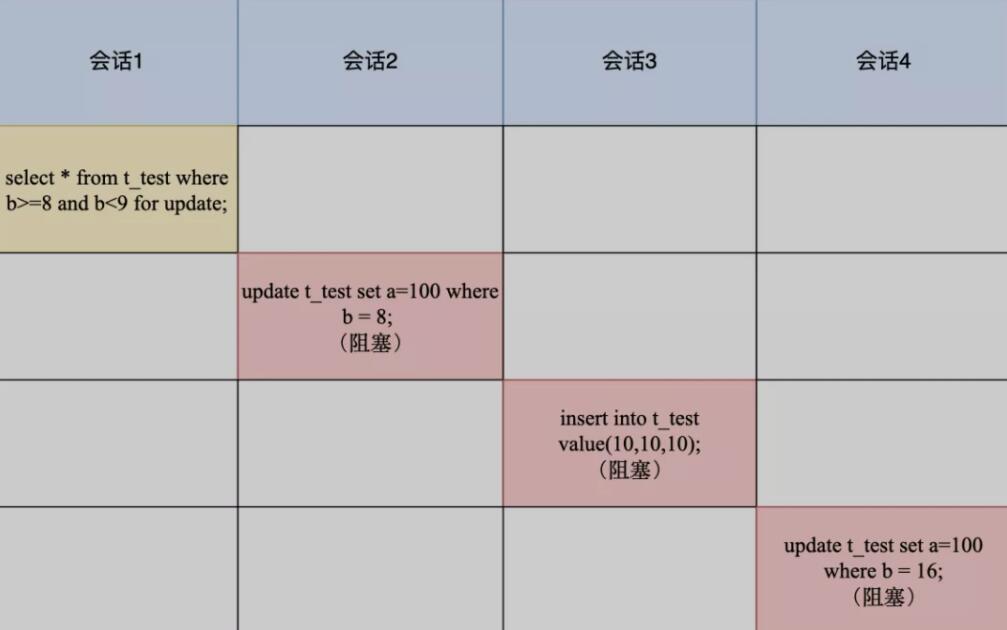 会话1
会话2
会话3
会话4
select * from t_test where
b>=8 and b<9 for update;
update t_test set a=100 where
b = 8;
（阻塞）
insert into t_test
value(10,10,10);
（阻塞）
update t_test set a=100
where b = 16;
（阻塞）